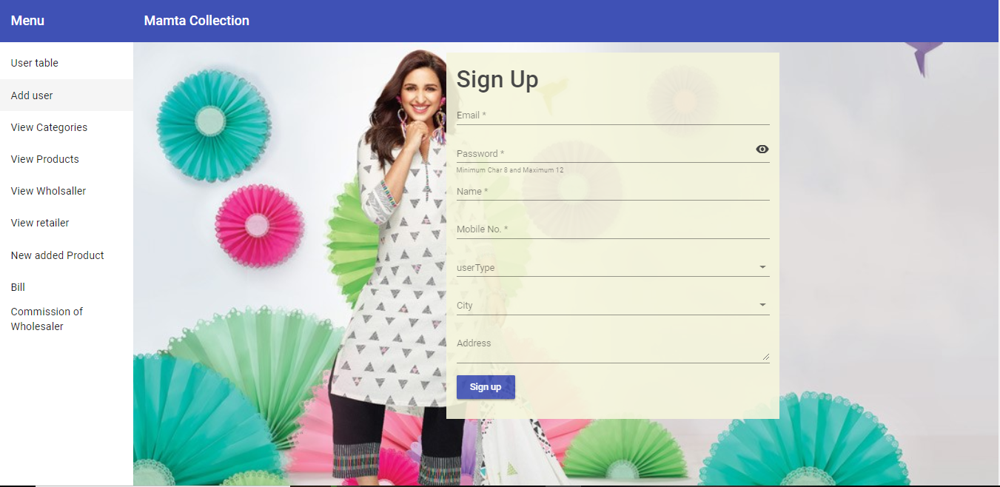 Menu
Mamta Collection
User table
Add user
View Categories
View Products
View Wholsaller
View retailer
New added Product
Bill
Commission of
Wholesaler
Sign Up
Email *
Password *
Minimum Char 8 and Maximum 12
Name *
Mobile No. *
userType
City
Address
Sign up